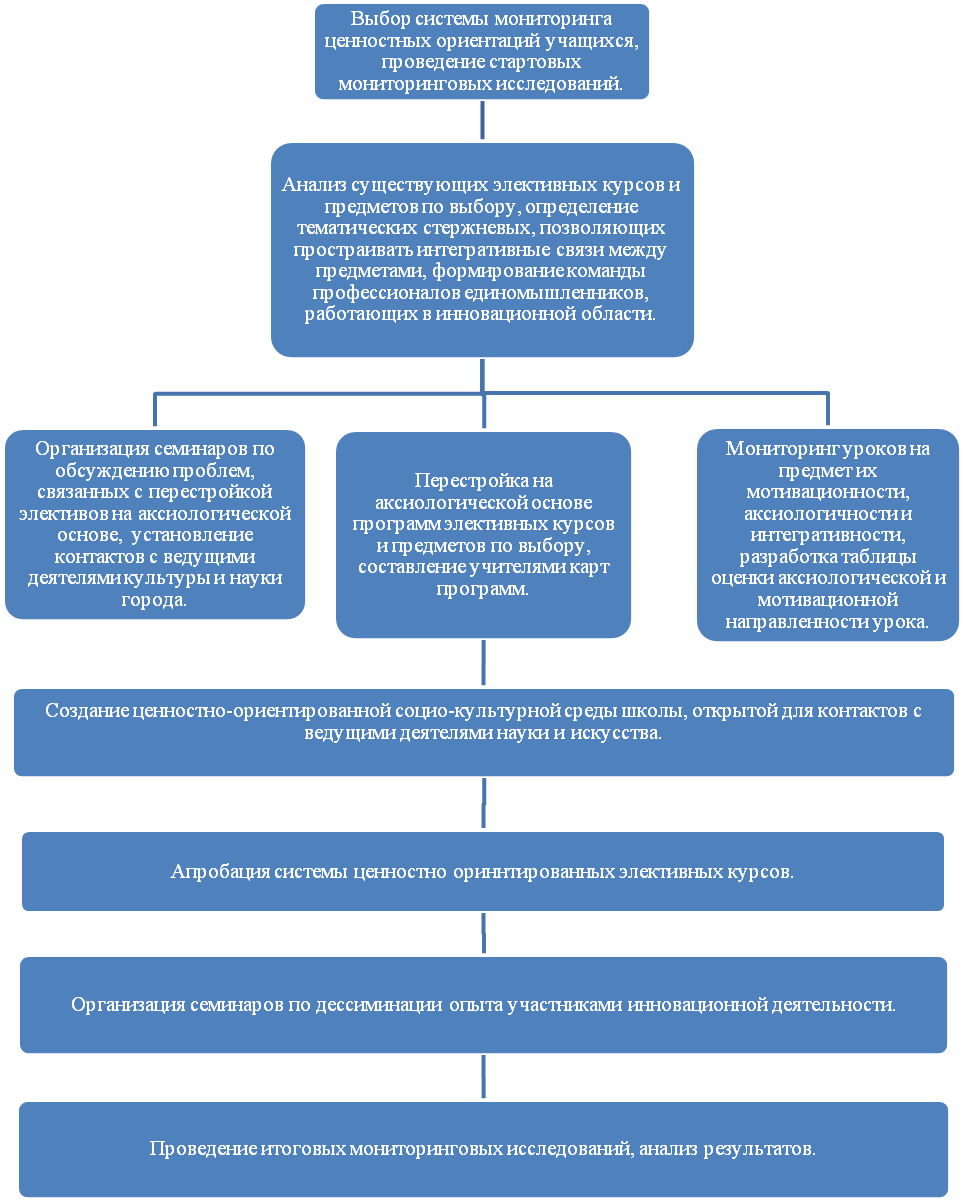 Выбор системы мониторинга
ценностных ориентаций учащихся,
проведение стартовых
мониторинговых исследований.
Анализ существующих элективных курсов и
предметов по выбору, определение
тематических стержневых, позволяющих
простраивать интегративные связи между
предметами, формирование команды
профессионалов единомышленников,
работающих в инновационной области.
Организация семинаров по
обсуждению проблем,
связанных с перестройкой
элективов на аксиологической
основе, установление
контактов с ведущими
деятелями культуры и науки
города.
Перестройка на
аксиологической основе
программ элективных курсов
и предметов по выбору,
составление учителями карт
программ.
Мониторинг уроков на
предмет их
мотивационности,
аксиологичности и
интегративности,
разработка таблицы
оценки аксиологической и
мотивационной
направленности урока.
Создание ценностно-ориентированной социо-культурной среды школы, открытой для контактов с
ведущими деятелями науки и искусства.
Апробация системы ценностно ориннтированных элективных курсов.
Организация семинаров по дессиминации опыта участниками инновационной деятельности.
Проведение итоговых мониторинговых исследований, анализ результатов.